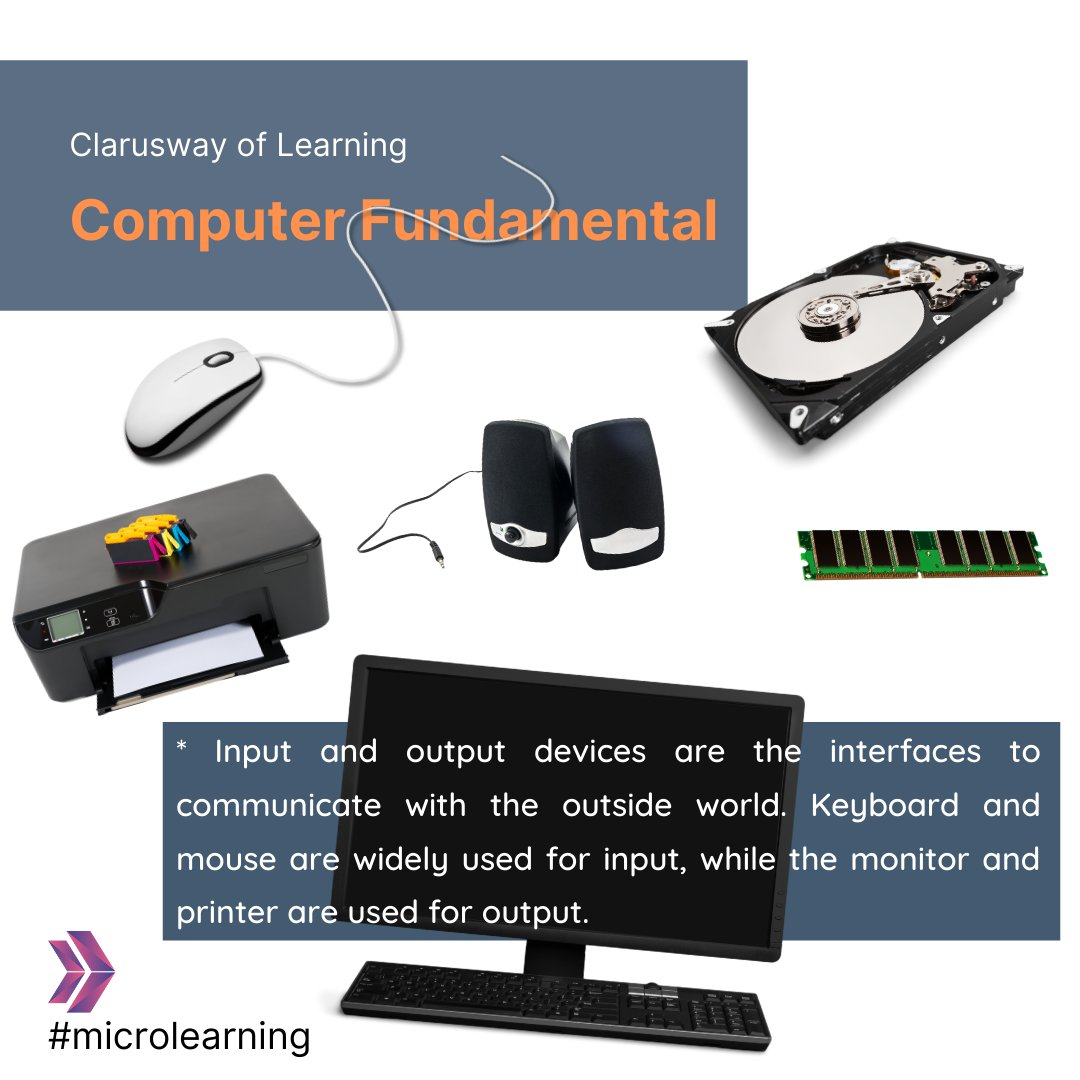 Clarusway of Learning
Computer Fundamental
* Input and output devices are the interfaces to
communicate with the outside world. Keyboard and
mouse are widely used for input, while the monitor and
printer are used for output.
#microlearning